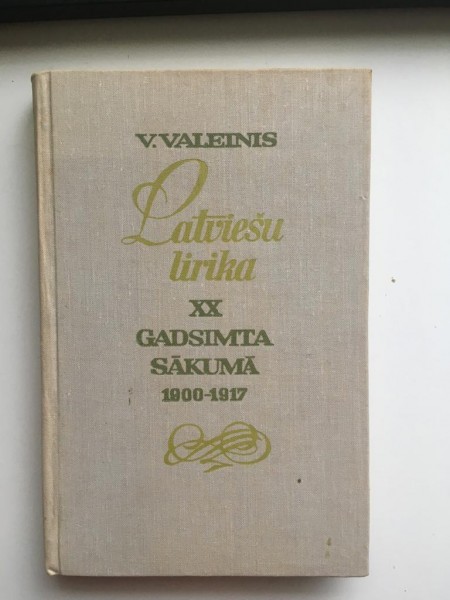 V. VALEINIS
Latviešu
lirika
XX
GADSIMTA
SĀKUMĀ
1900-1917